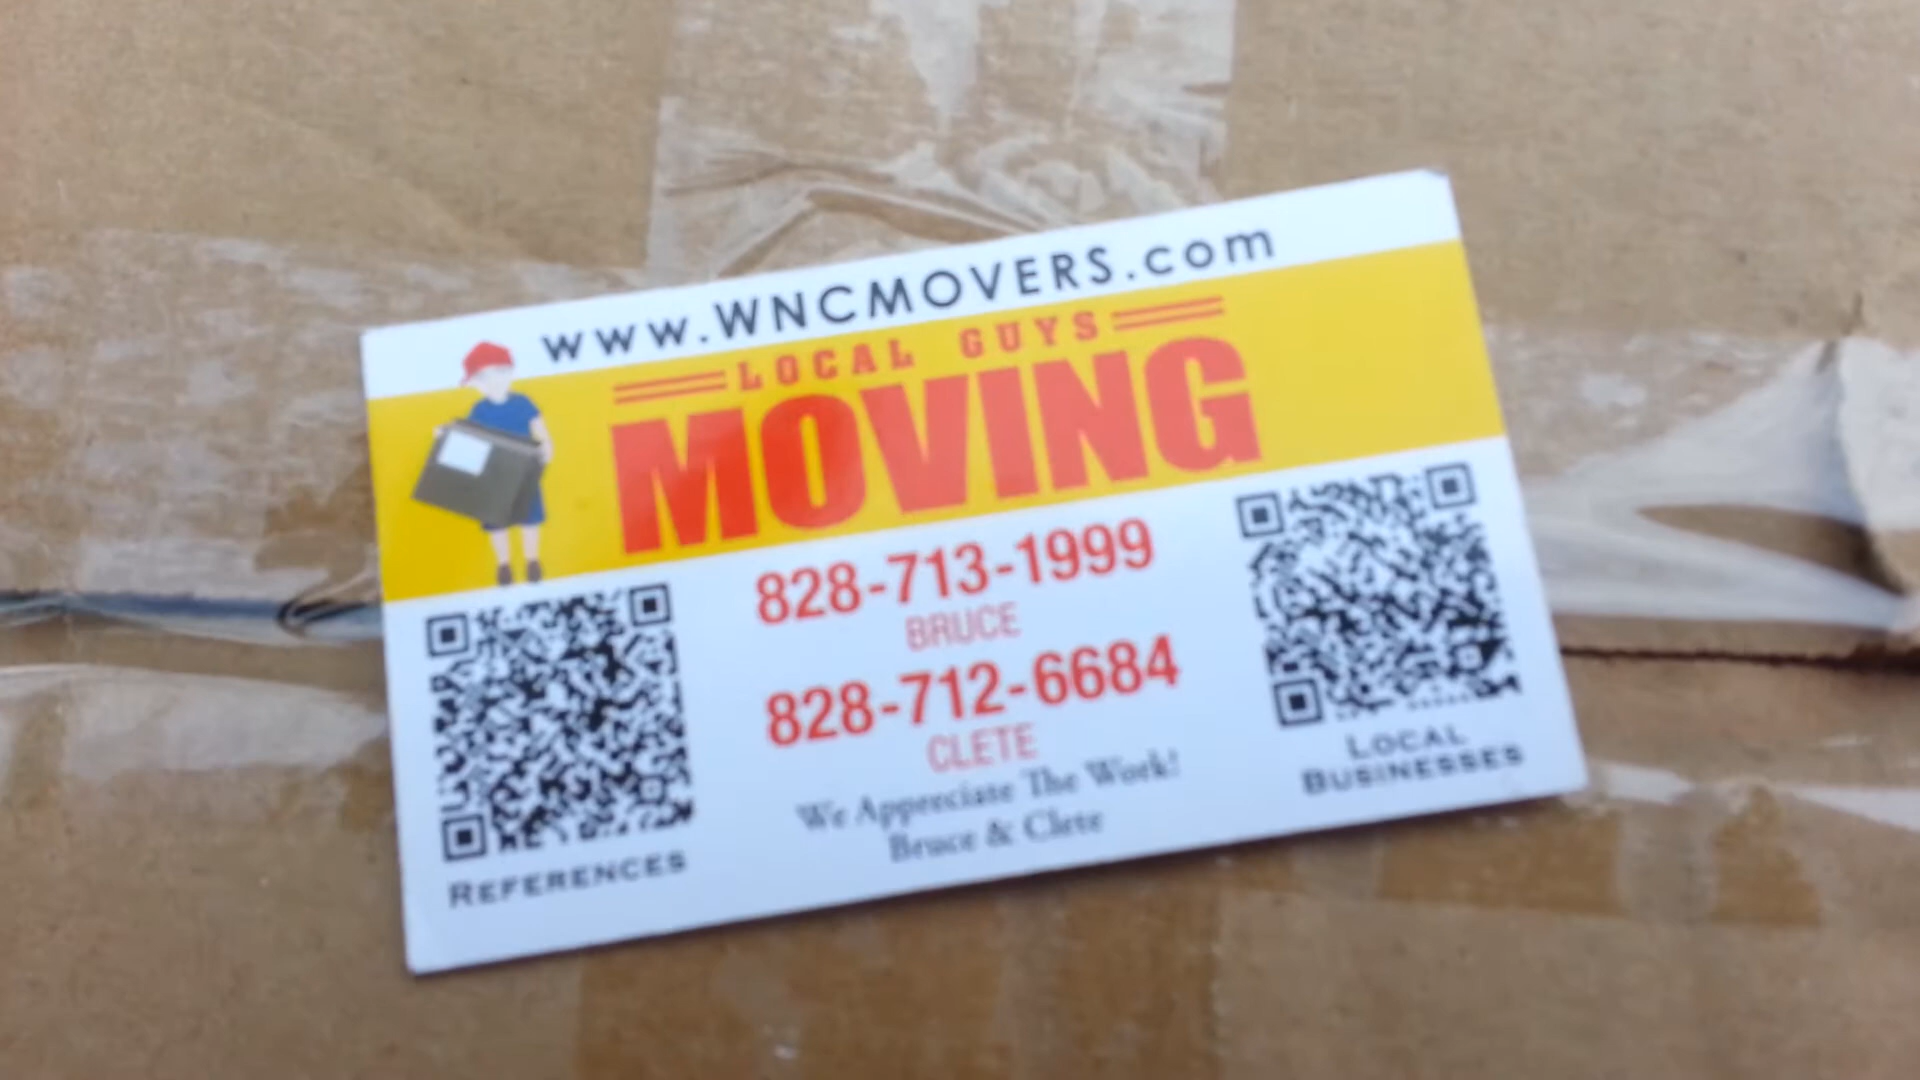 www.WNCMOVERS.com
LOCAL GUYS
MOVING
828-713-1999
BRUCE
828-712-6684
CLETE
We Appreciate The Work!
Bruce & Clete
REFERENCES
LOCAL
BUSINESSES